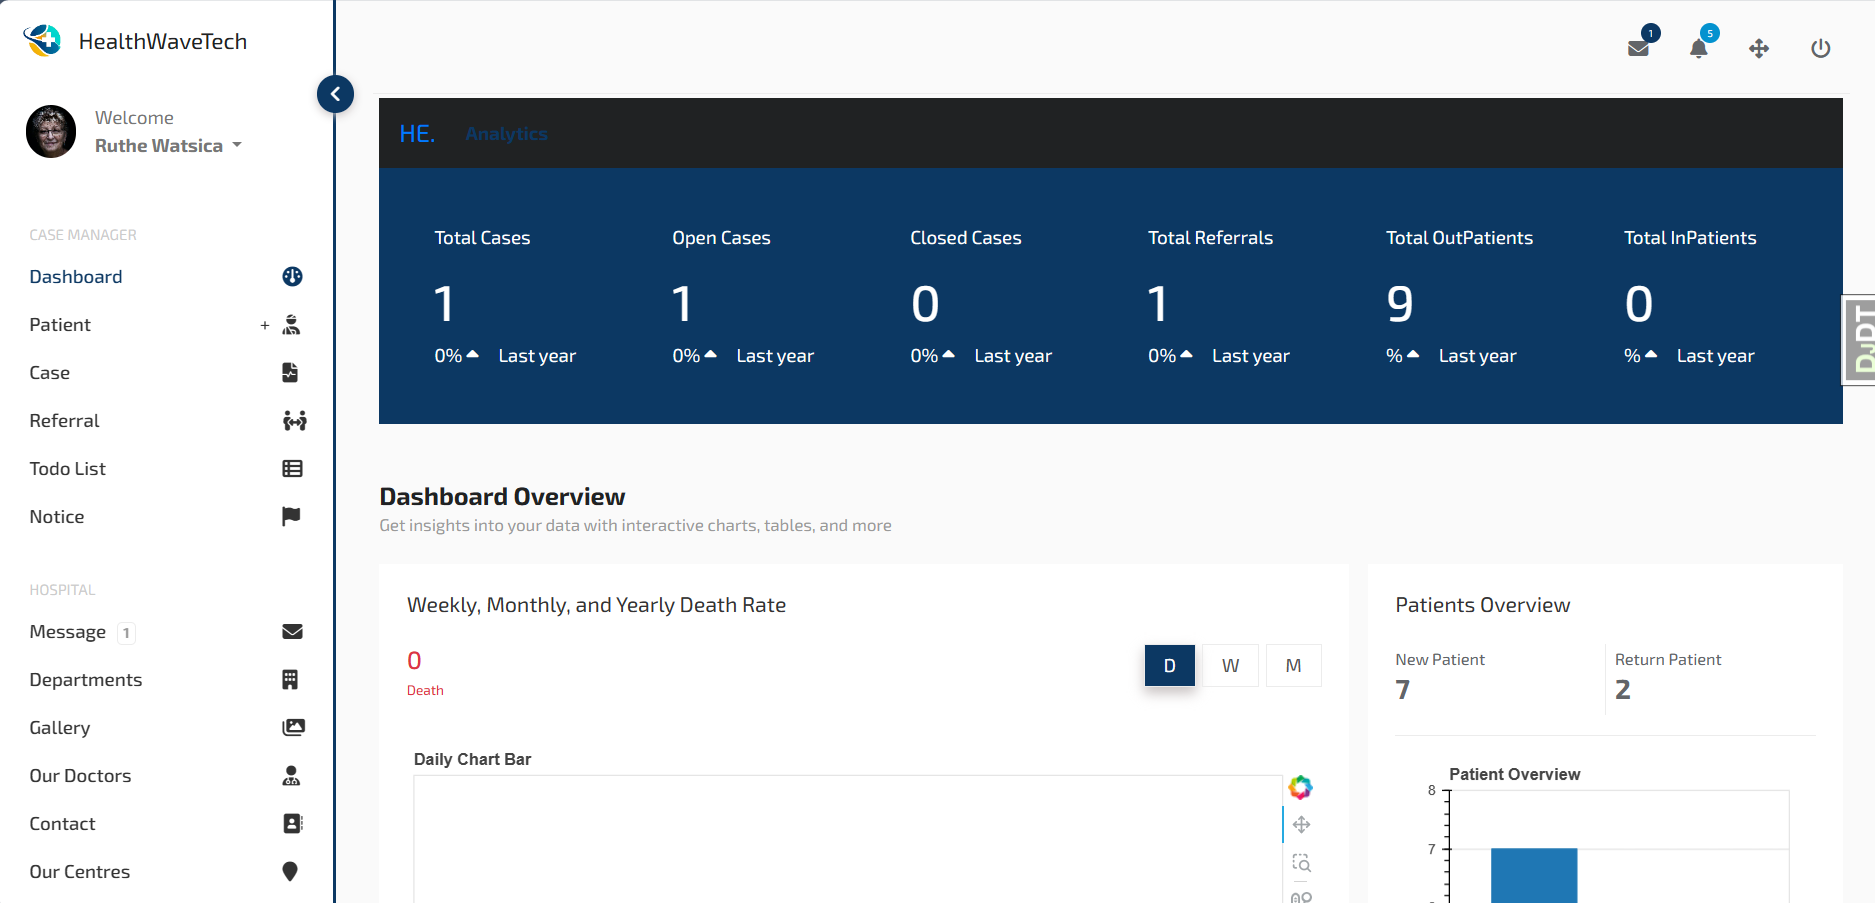 HealthWaveTech
Welcome
Ruthe Watsica
CASE MANAGER
Dashboard
Patient +
Case
Referral
Todo List
Notice
HOSPITAL
Message 1
Departments
Gallery
Our Doctors
Contact
Our Centres
1 5
HE. Analytics
Total Cases Open Cases Closed Cases Total Referrals Total OutPatients Total InPatients
1 1 0 1 9 0
0% Last year 0% Last year 0% Last year 0% Last year % Last year % Last year
DjDT
Dashboard Overview
Get insights into your data with interactive charts, tables, and more
Weekly, Monthly, and Yearly Death Rate
0
Death
D W M
Daily Chart Bar
Patients Overview
New Patient Return Patient
7 2
Patient Overview
8
7